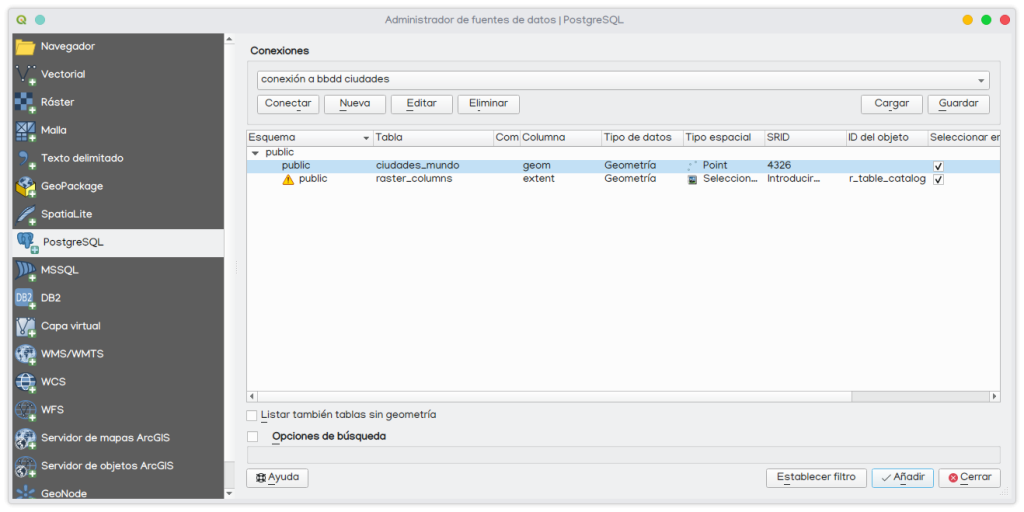 Administrador de fuentes de datos | PostgreSQL
Navegador
Vectorial
Ráster
Malla
Texto delimitado
GeoPackage
SpatiaLite
PostgreSQL
MSSQL
DB2
DB2
Capa virtual
WMS/WMTS
WCS
WFS
Servidor de mapas ArcGIS
Servidor de objetos ArcGIS
GeoNode
Conexiones
conexión a bbdd ciudades
Conectar Nueva Editar Eliminar Cargar Guardar
Esquema Tabla Com Columna Tipo de datos Tipo espacial SRID ID del objeto Seleccionar en
public
public ciudades_mundo geom Geometría Point 4326
public raster_columns extent Geometría Seleccion... Introducir... r_table_catalog
Listar también tablas sin geometría
Opciones de búsqueda
Ayuda Establecer filtro Añadir Cerrar